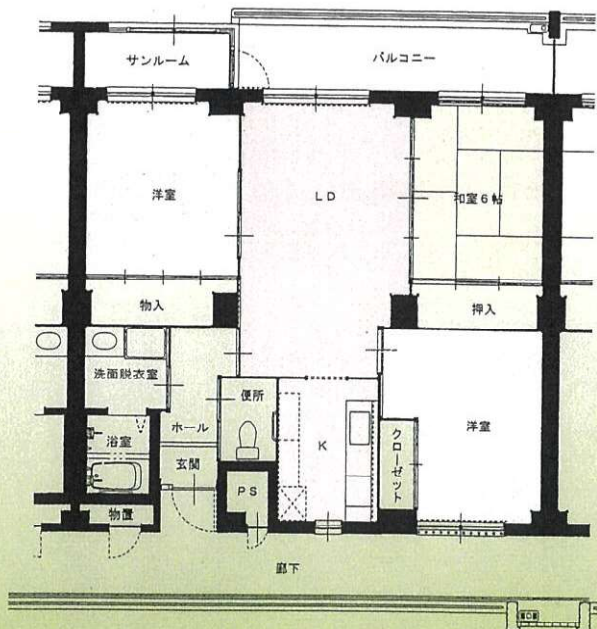 サンルーム
バルコニー
洋室
LD
和室6帖
物入
押入
洗面脱衣室
便所
ホール
洋室
浴室
K
クローゼット
玄関
PS
物置
廊下